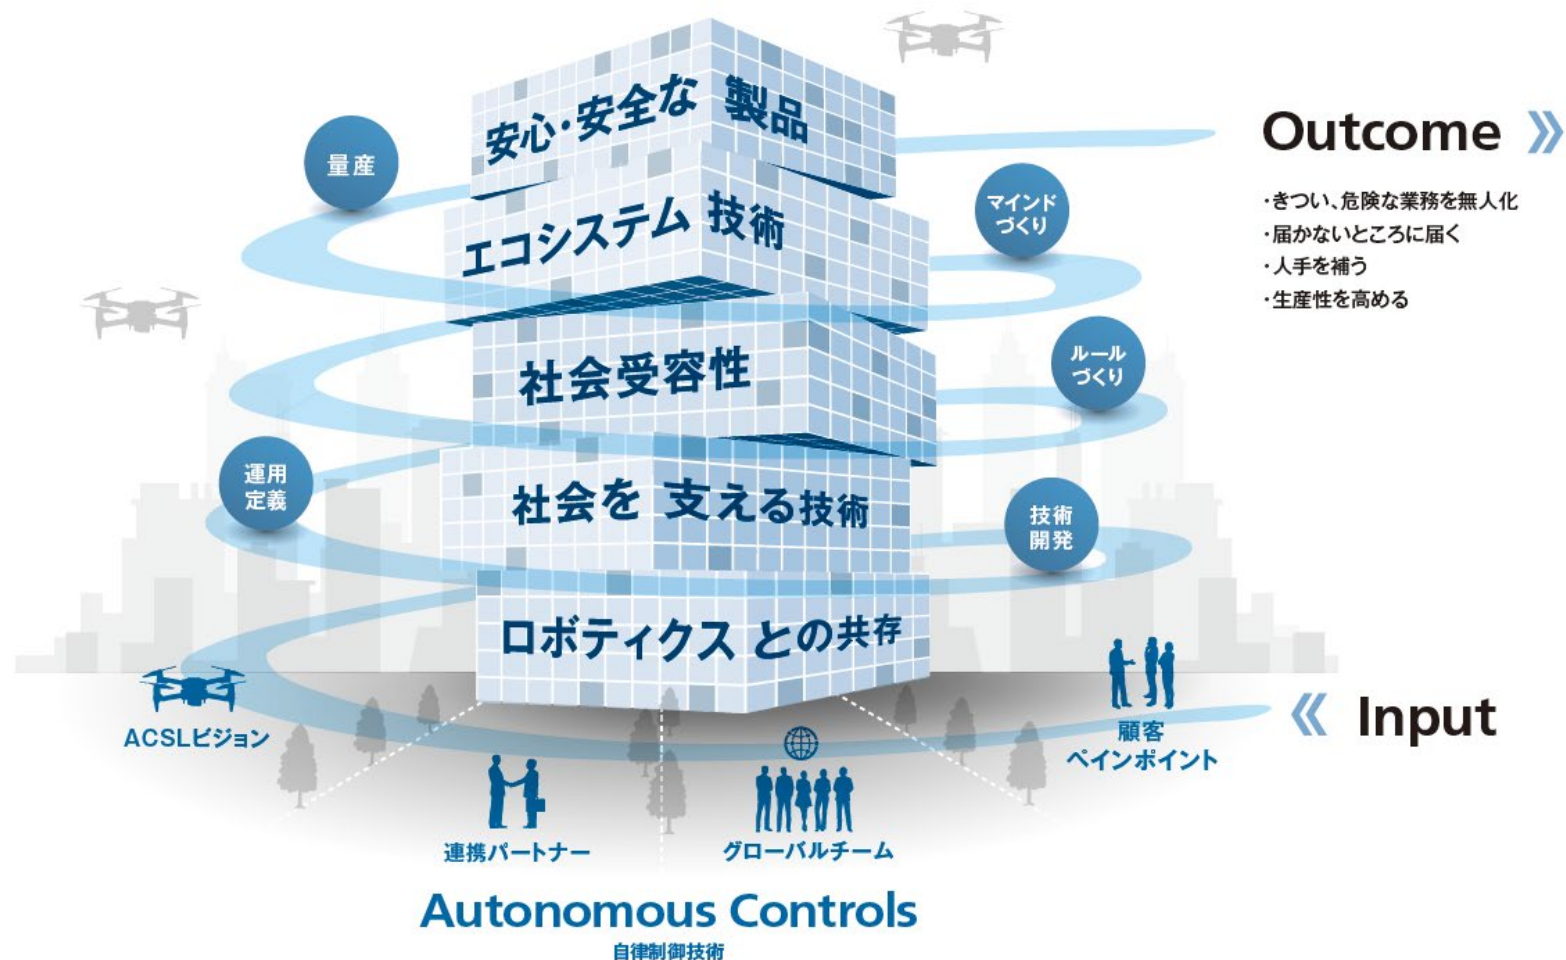 安心・安全な 製品
Outcome
量産
・きつい、危険な業務を無人化
・届かないところに届く
・人手を補う
・生産性を高める
マインド
づくり
エコシステム 技術
ルール
づくり
社会受容性
運用
定義
社会を 支える技術
技術
開発
ロボティクス との共存
ACSLビジョン
顧客
ペインポイント
Input
連携パートナー
グローバルチーム
Autonomous Controls
自律制御技術